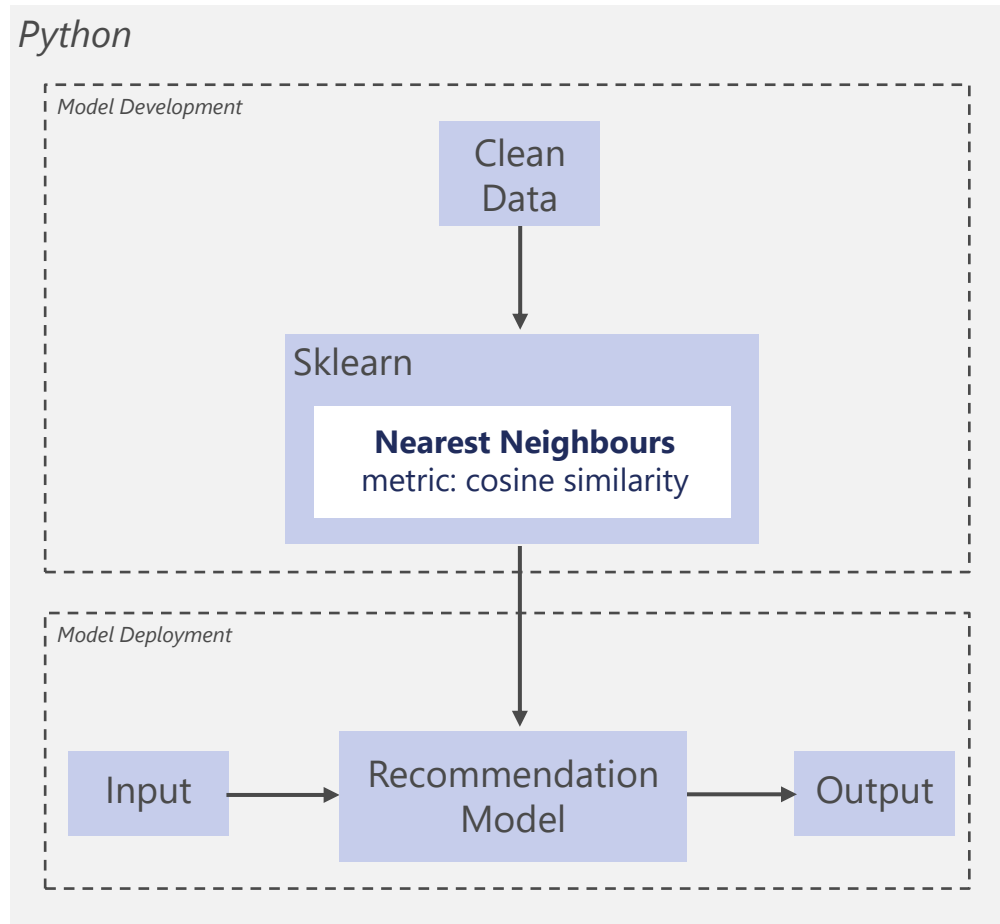 Python
Model Development
Clean
Data
Sklearn
Nearest Neighbours
metric: cosine similarity
Model Deployment
Input
Recommendation
Model
Output